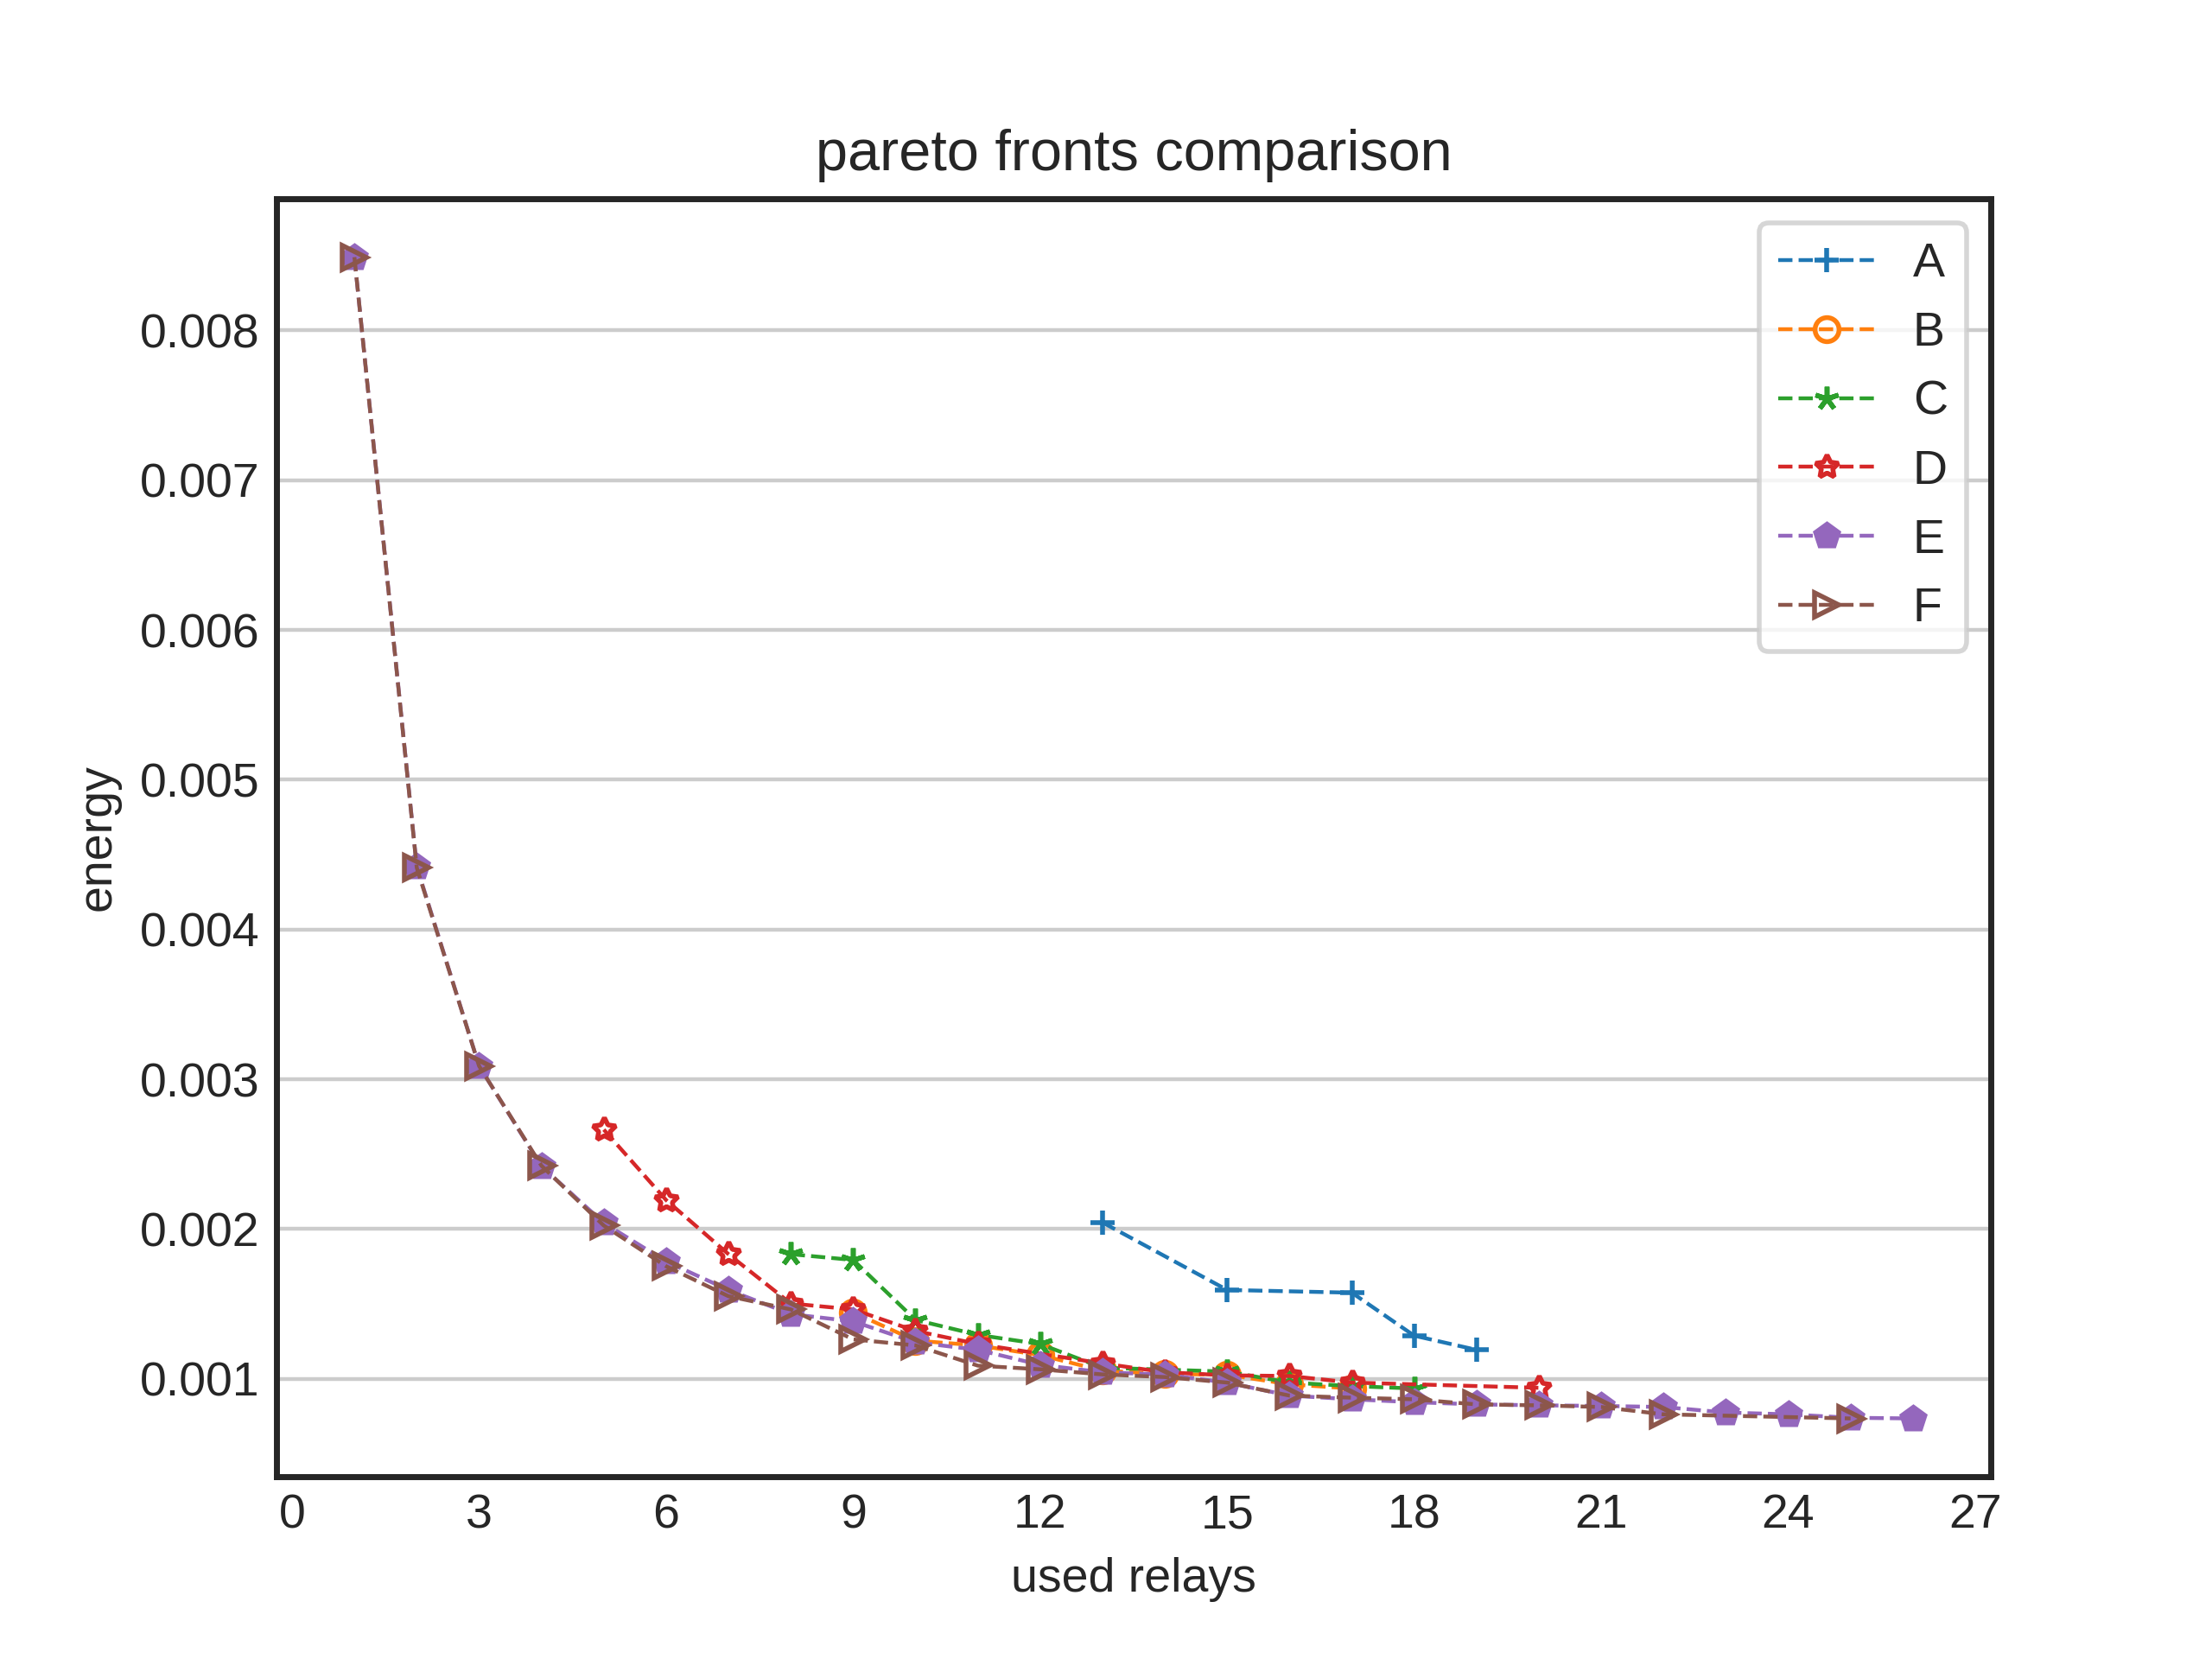 pareto fronts comparison
A
B
C
D
E
F
0.008
0.007
0.006
0.005
0.004
0.003
0.002
0.001
energy
0 3 6 9 12 15 18 21 24 27
used relays